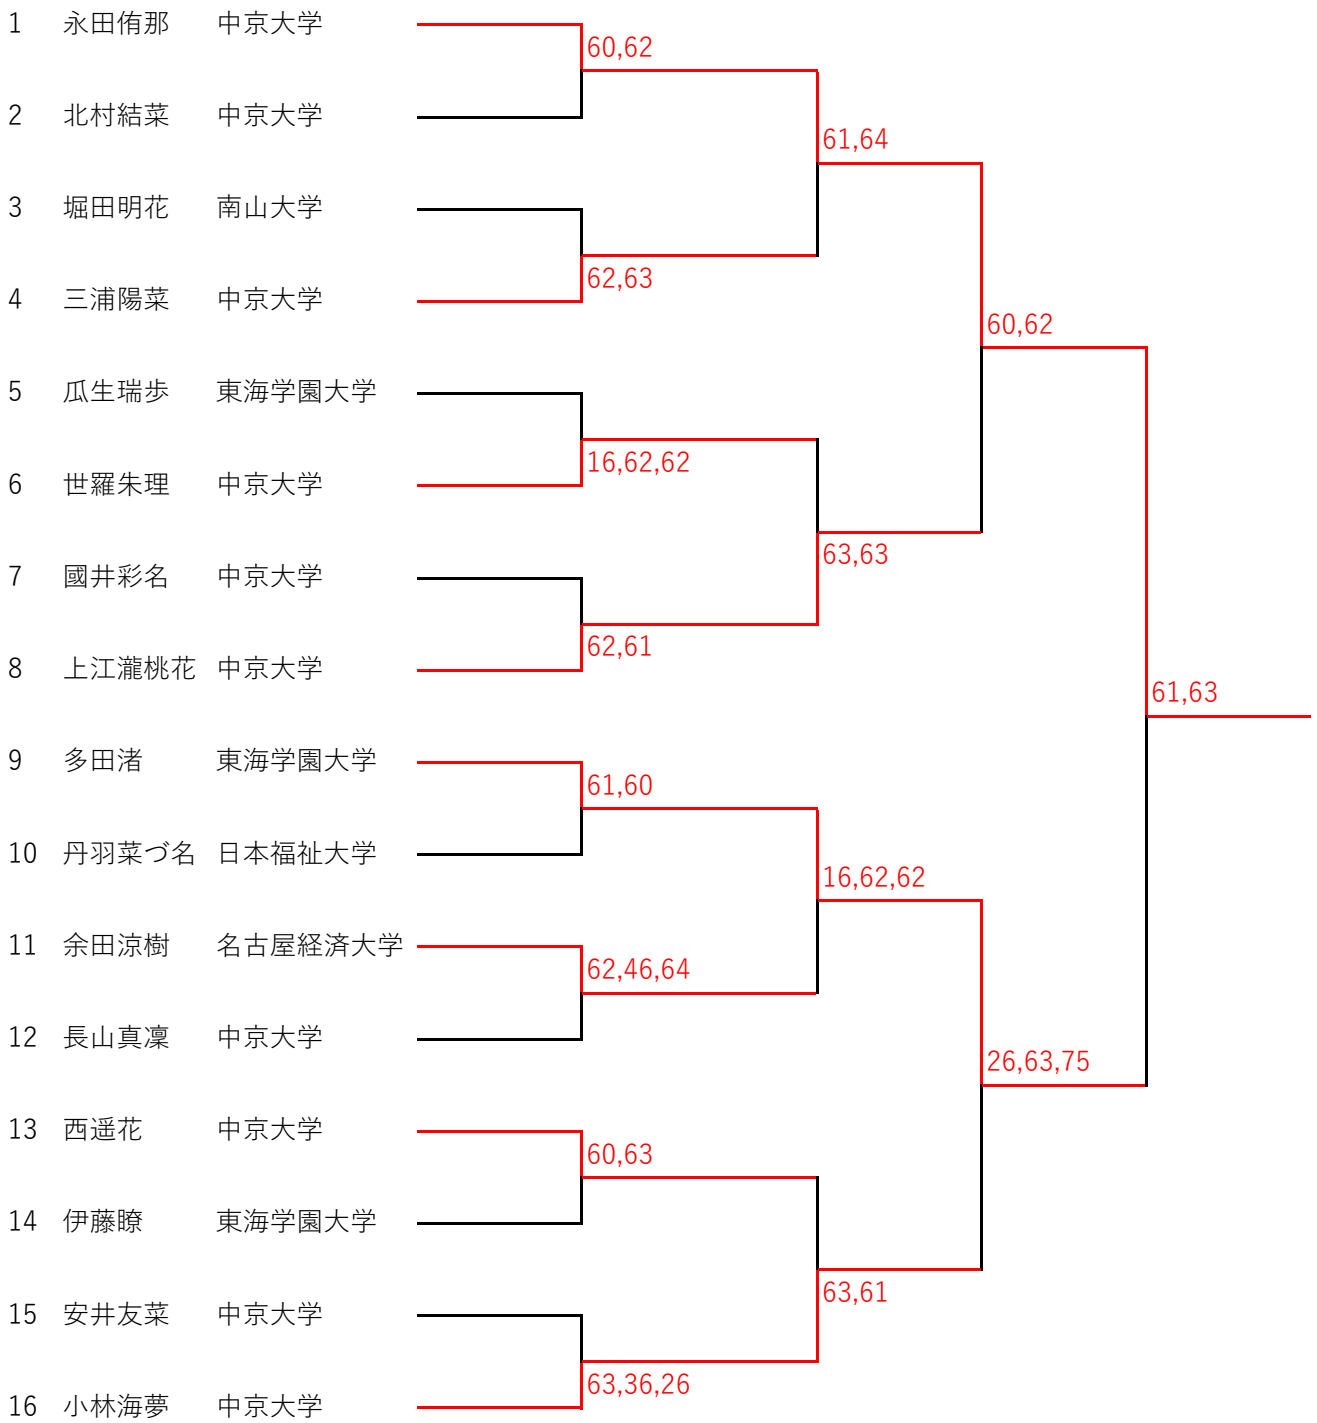 1 永田侑那 中京大学
60,62
2 北村結菜 中京大学
61,64
3 堀田明花 南山大学
62,63
4 三浦陽菜 中京大学
60,62
5 瓜生瑞歩 東海学園大学
16,62,62
6 世羅朱理 中京大学
63,63
7 國井彩名 中京大学
62,61
8 上江瀧桃花 中京大学
61,63
9 多田渚 東海学園大学
61,60
10 丹羽菜づ名 日本福祉大学
16,62,62
11 余田涼樹 名古屋経済大学
62,46,64
12 長山真凜 中京大学
26,63,75
13 西遥花 中京大学
60,63
14 伊藤瞭 東海学園大学
63,61
15 安井友菜 中京大学
63,36,26
16 小林海夢 中京大学